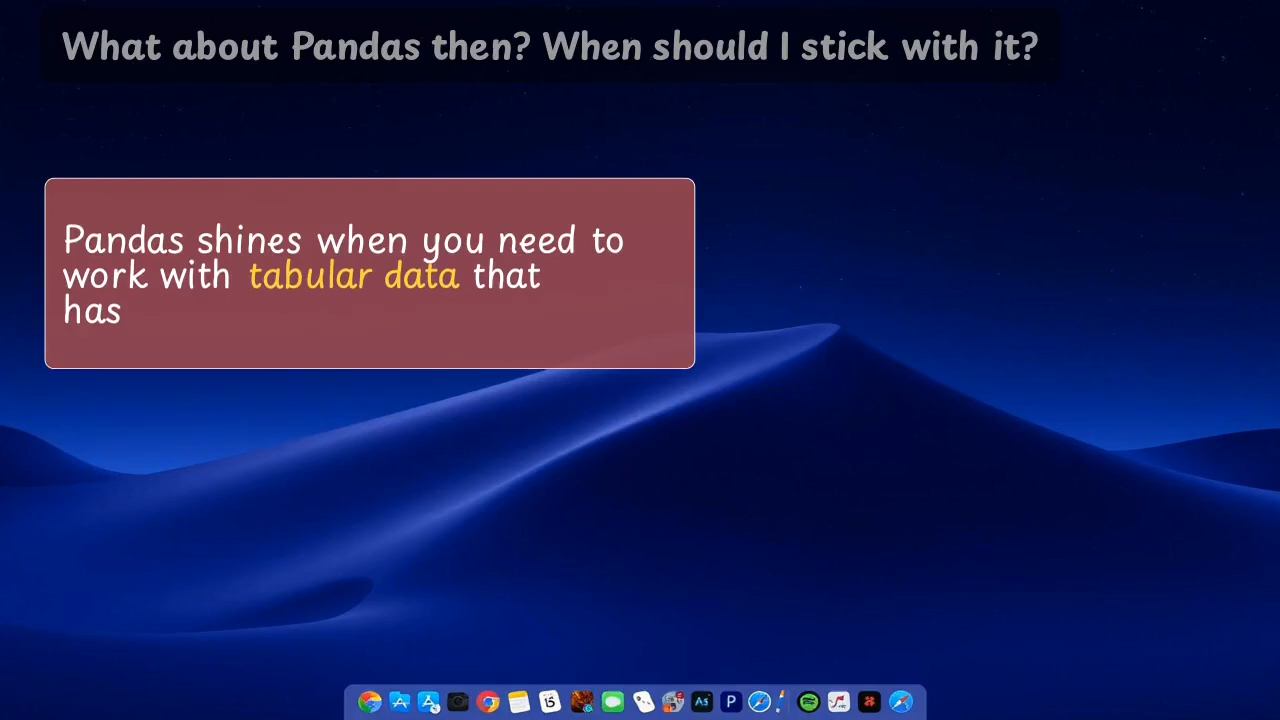 What about Pandas then? When should I stick with it?
Pandas shines when you need to
work with tabular data that
has